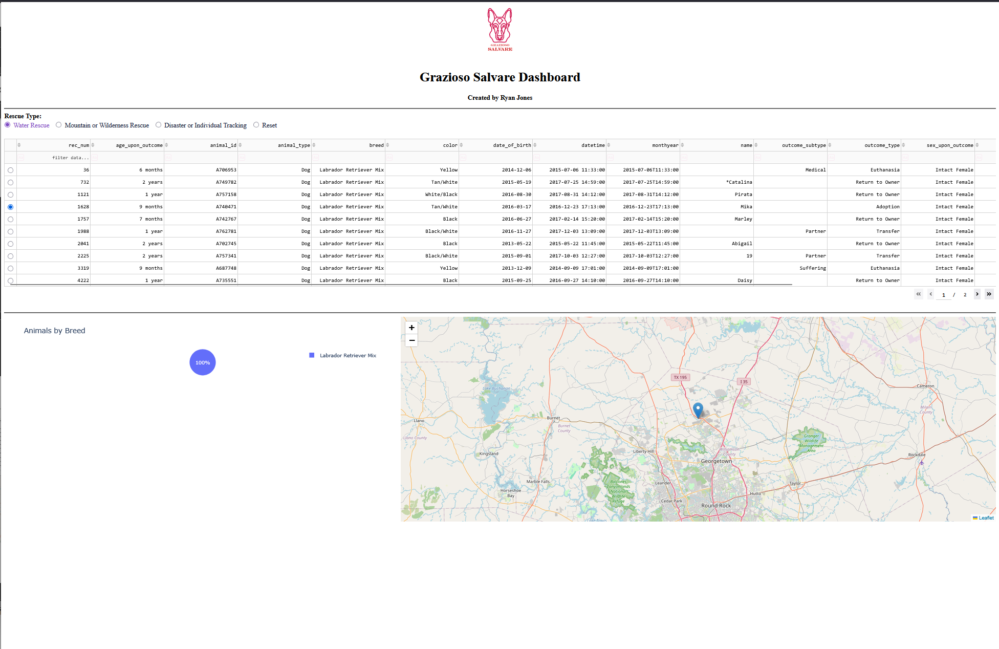 GRAZIOSO
SALVARE
Grazioso Salvare Dashboard
Created by Ryan Jones
Rescue Type:
Water Rescue Mountain or Wilderness Rescue Disaster or Individual Tracking Reset
rec_num age_upon_outcome animal_id animal_type breed color date_of_birth datetime monthyear name outcome_subtype outcome_type sex_upon_outcome
filter data...
36 6 months A706953 Dog Labrador Retriever Mix Yellow 2014-12-06 2015-07-06 11:33:00 2015-07-06T11:33:00 Medical Euthanasia Intact Female
732 2 years A749782 Dog Labrador Retriever Mix Tan/White 2015-05-19 2017-07-25 14:59:00 2017-07-25T14:59:00 *Catalina Return to Owner Intact Female
1121 1 year A757158 Dog Labrador Retriever Mix White/Black 2016-08-30 2017-08-31 14:12:00 2017-08-31T14:12:00 Pirata Return to Owner Intact Female
1628 9 months A740471 Dog Labrador Retriever Mix Tan/White 2016-03-17 2016-12-23 17:13:00 2016-12-23T17:13:00 Mika Adoption Intact Female
1757 7 months A742767 Dog Labrador Retriever Mix Black 2016-06-27 2017-02-14 15:20:00 2017-02-14T15:20:00 Marley Return to Owner Intact Female
1988 1 year A762781 Dog Labrador Retriever Mix Black/White 2016-11-27 2017-12-03 13:09:00 2017-12-03T13:09:00 Partner Transfer Intact Female
2041 2 years A702745 Dog Labrador Retriever Mix Black 2013-05-22 2015-05-22 11:45:00 2015-05-22T11:45:00 Abigail Return to Owner Intact Female
2225 2 years A757341 Dog Labrador Retriever Mix Black/White 2015-09-01 2017-10-03 12:27:00 2017-10-03T12:27:00 19 Partner Transfer Intact Female
3319 9 months A687748 Dog Labrador Retriever Mix Yellow 2013-12-09 2014-09-09 17:01:00 2014-09-09T17:01:00 Suffering Euthanasia Intact Female
4222 1 year A735551 Dog Labrador Retriever Mix Black 2015-09-25 2016-09-27 14:10:00 2016-09-27T14:10:00 Daisy Return to Owner Intact Female
« ‹ 1 / 2 › »
Animals by Breed
100%
Labrador Retriever Mix
+
−
TX 195
I 35
Cameron
Lake Buchanan
Milam
County
Llano
Burnet
Burnet
County
Llano County
Granger
Wildlife
Management
Area
Kingsland
Liberty Hill
Williamson
County
Rockdale
Georgetown
Marble Falls
Balcones
Canyonlands
National
Wildlife
Refuge
Leander
Taylor
Horseshoe
Bay
Hutto
Cedar Park
Round Rock
Lake Travis
Leaflet